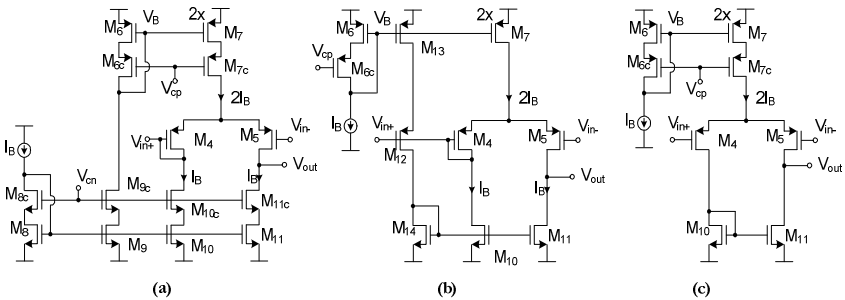 M6 VB 2x M7
M6c M7c
Vcp
2IB
IB Vin+ M4 M5 Vin-
Vout
Vcn IB IB
M8c M9c M10c M11c
M8 M9 M10 M11
(a)
M6 VB 2x M7
Vcp M6c M13
2IB
IB Vin+ M12 M4 M5 Vin-
IB IB Vout
M14 M10 M11
(b)
M6 VB 2x M7
M6c M7c
Vcp
2IB
IB Vin+ M4 M5 Vin-
Vout
M10 M11
(c)